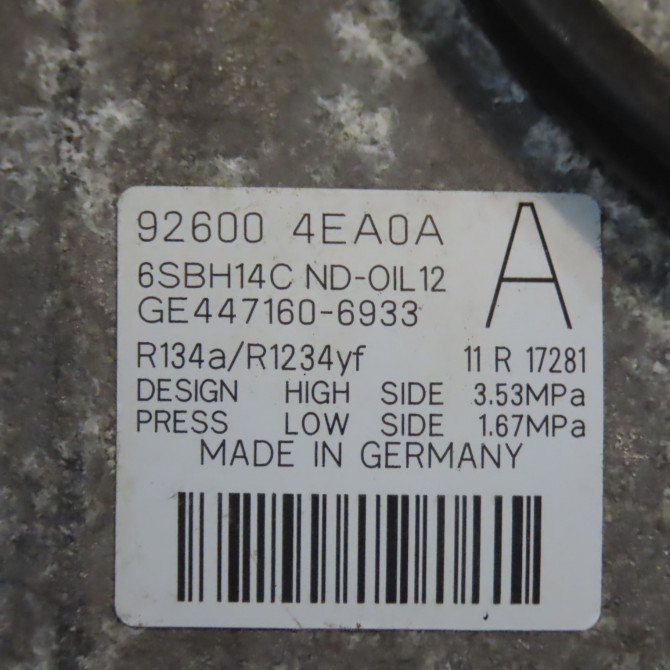 92600 4EA0A
A
6SBH14C ND-OIL12
GE447160-6933
R134a/R1234yf 11 R 17281
DESIGN HIGH SIDE 3.53MPa
PRESS LOW SIDE 1.67MPa
MADE IN GERMANY